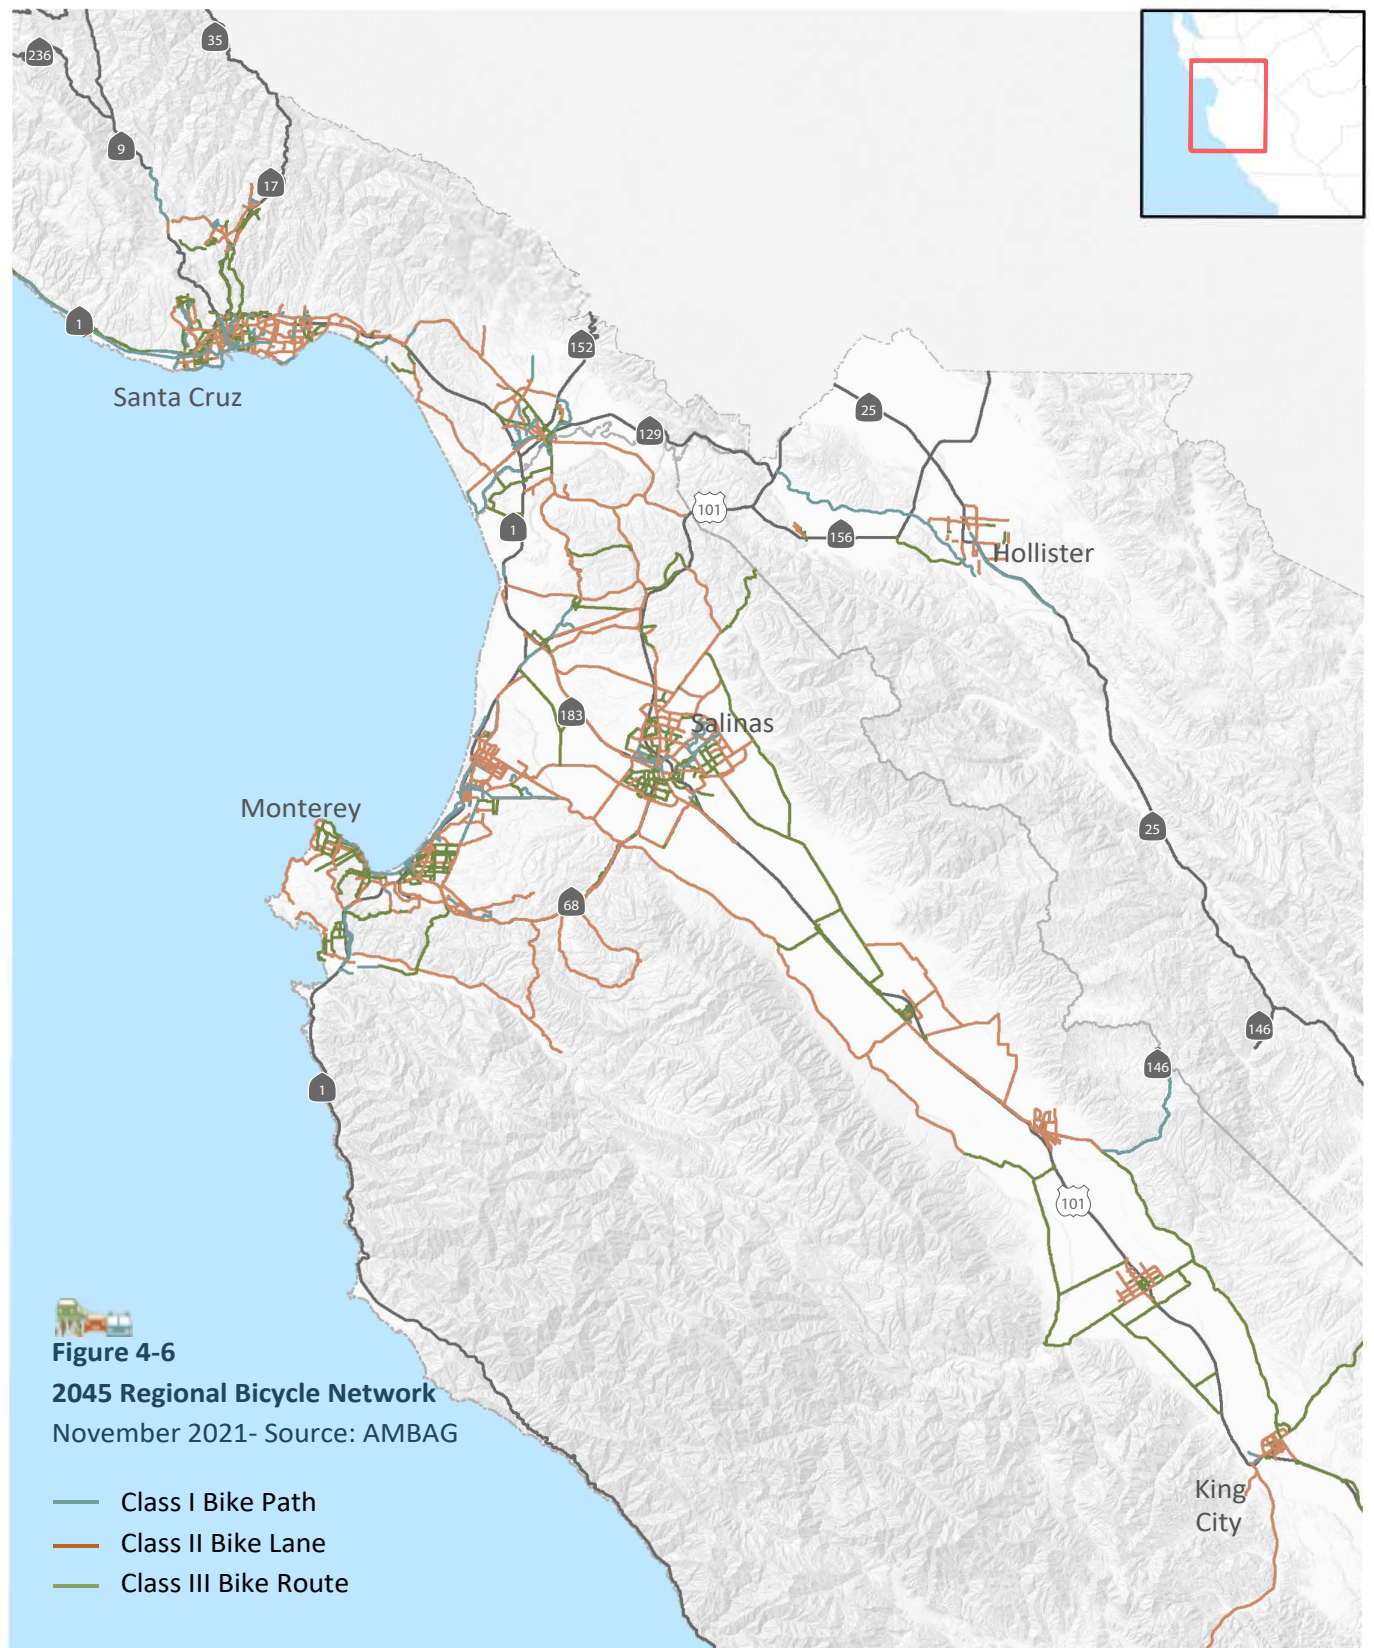 35
236
9
17
1
152
Santa Cruz
25
129
101
1
156
Hollister
183
Salinas
Monterey
25
68
146
146
1
101
Figure 4-6
2045 Regional Bicycle Network
November 2021- Source: AMBAG
King
City
Class I Bike Path
Class II Bike Lane
Class III Bike Route